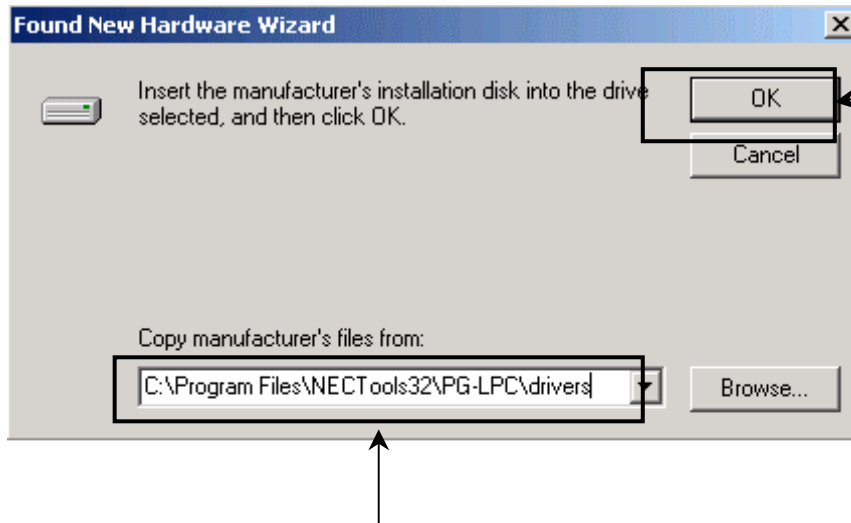 Found New Hardware Wizard
Insert the manufacturer's installation disk into the drive
selected, and then click OK.
OK
Cancel
Copy manufacturer's files from:
C:\Program Files\NECTools32\PG-LPC\drivers
Browse...